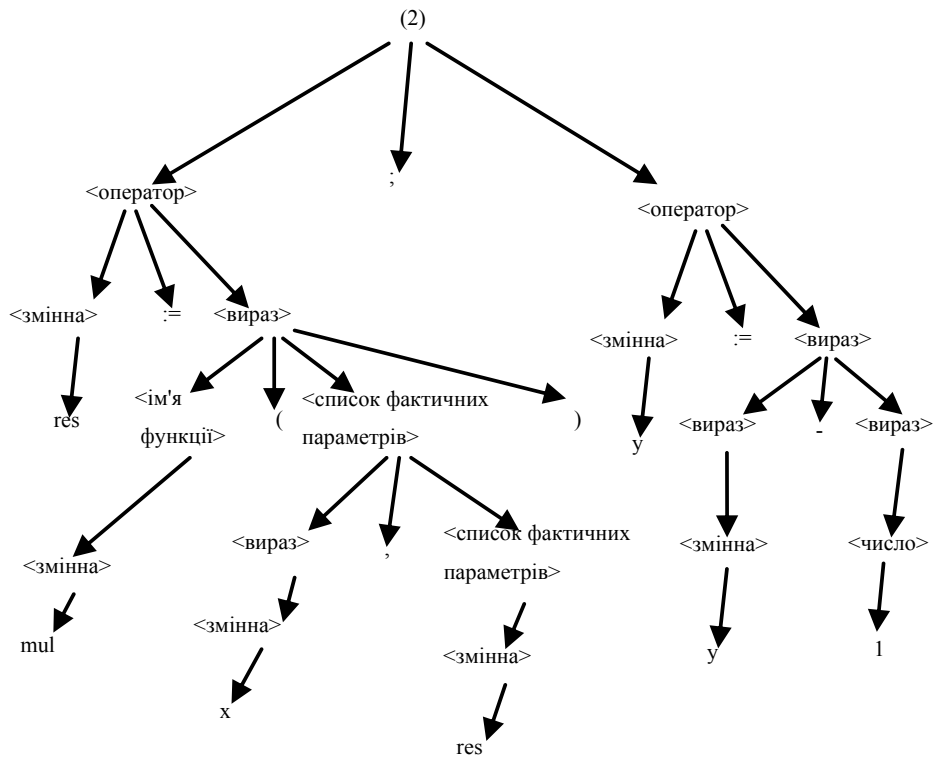 (2)
;
<оператор>
<оператор>
<змінна> := <вираз>
<змінна> := <вираз>
res
<ім'я
функції>
(
<список фактичних
параметрів>
)
y
<вираз> - <вираз>
<змінна>
<вираз>
,
<список фактичних
параметрів>
<змінна>
<число>
mul
<змінна>
<змінна>
y
1
x
res